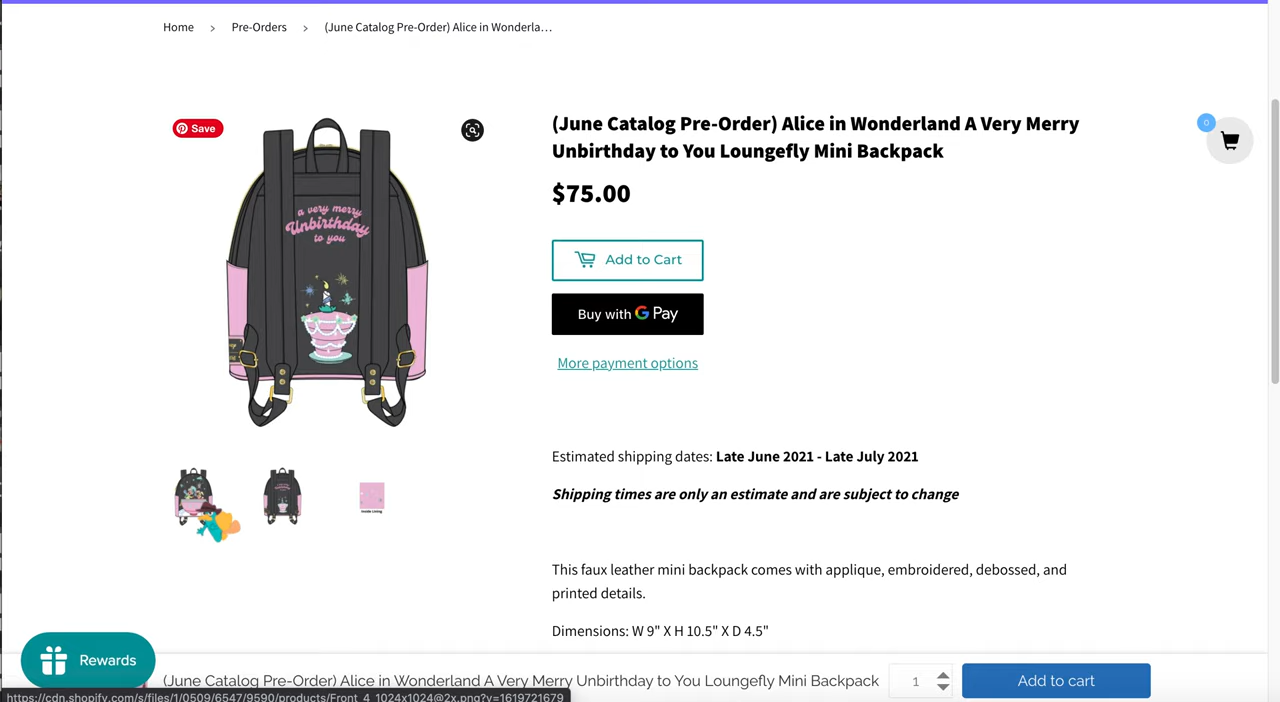 Home > Pre-Orders > (June Catalog Pre-Order) Alice in Wonderla…
Save
(June Catalog Pre-Order) Alice in Wonderland A Very Merry
Unbirthday to You Loungefly Mini Backpack
0
$75.00
a very merry
Unbirthday
to you
Add to Cart
Buy with G Pay
More payment options
Estimated shipping dates: Late June 2021 - Late July 2021
Shipping times are only an estimate and are subject to change
Inside Lining
This faux leather mini backpack comes with applique, embroidered, debossed, and
printed details.
Dimensions: W 9" X H 10.5" X D 4.5"
Rewards
(June Catalog Pre-Order) Alice in Wonderland A Very Merry Unbirthday to You Loungefly Mini Backpack
1
Add to cart
https://cdn.shopify.com/s/files/1/0509/6547/9590/products/Front_4_1024x1024@2x.png?v=1619721679